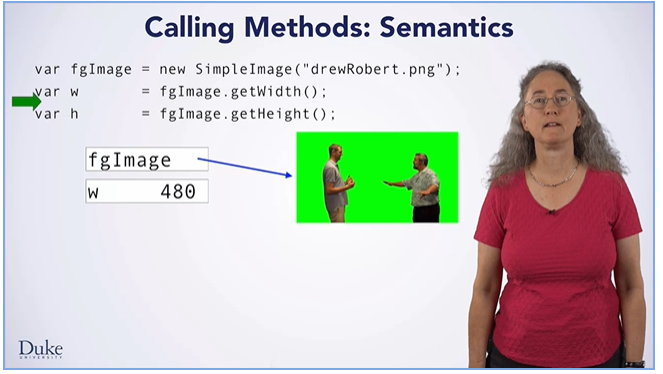 Calling Methods: Semantics
var fgImage = new SimpleImage("drewRobert.png");
var w = fgImage.getWidth();
var h = fgImage.getHeight();
fgImage
w 480
Duke
UNIVERSITY